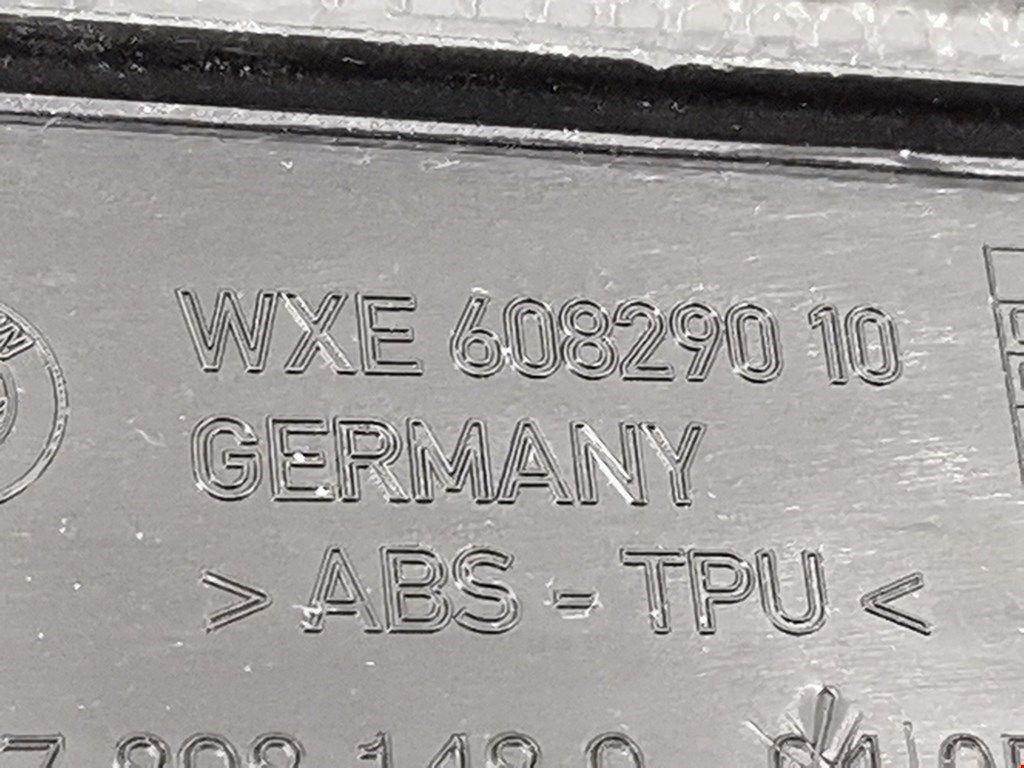 WXE 608290 10
GERMANY
> ABS - TPU <